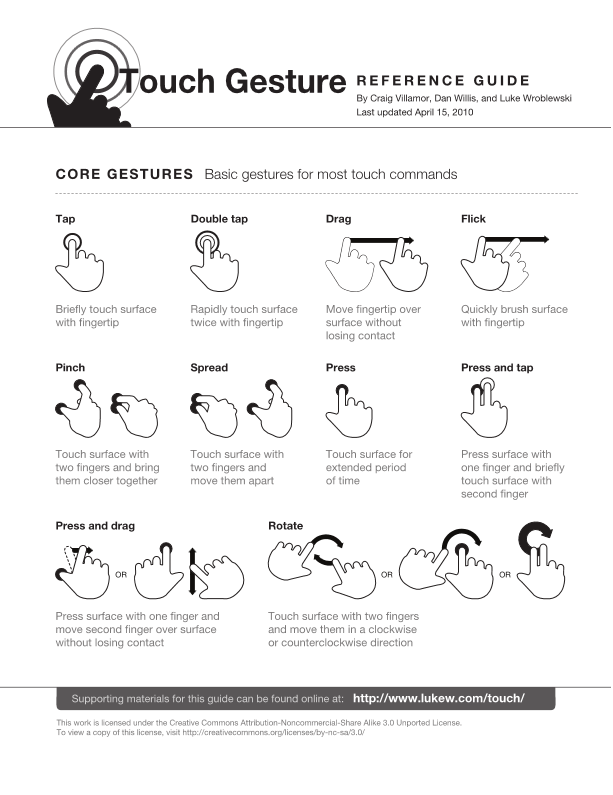 Touch Gesture REFERENCE GUIDE
By Craig Villamor, Dan Willis, and Luke Wroblewski
Last updated April 15, 2010
CORE GESTURES Basic gestures for most touch commands
Tap
Briefly touch surface
with fingertip
Double tap
Rapidly touch surface
twice with fingertip
Drag
Move fingertip over
surface without
losing contact
Flick
Quickly brush surface
with fingertip
Pinch
Touch surface with
two fingers and bring
them closer together
Spread
Touch surface with
two fingers and
move them apart
Press
Touch surface for
extended period
of time
Press and tap
Press surface with
one finger and briefly
touch surface with
second finger
Press and drag
OR
Press surface with one finger and
move second finger over surface
without losing contact
Rotate
OR
OR
Touch surface with two fingers
and move them in a clockwise
or counterclockwise direction
Supporting materials for this guide can be found online at: http://www.lukew.com/touch/
This work is licensed under the Creative Commons Attribution-Noncommercial-Share Alike 3.0 Unported License.
To view a copy of this license, visit http://creativecommons.org/licenses/by-nc-sa/3.0/